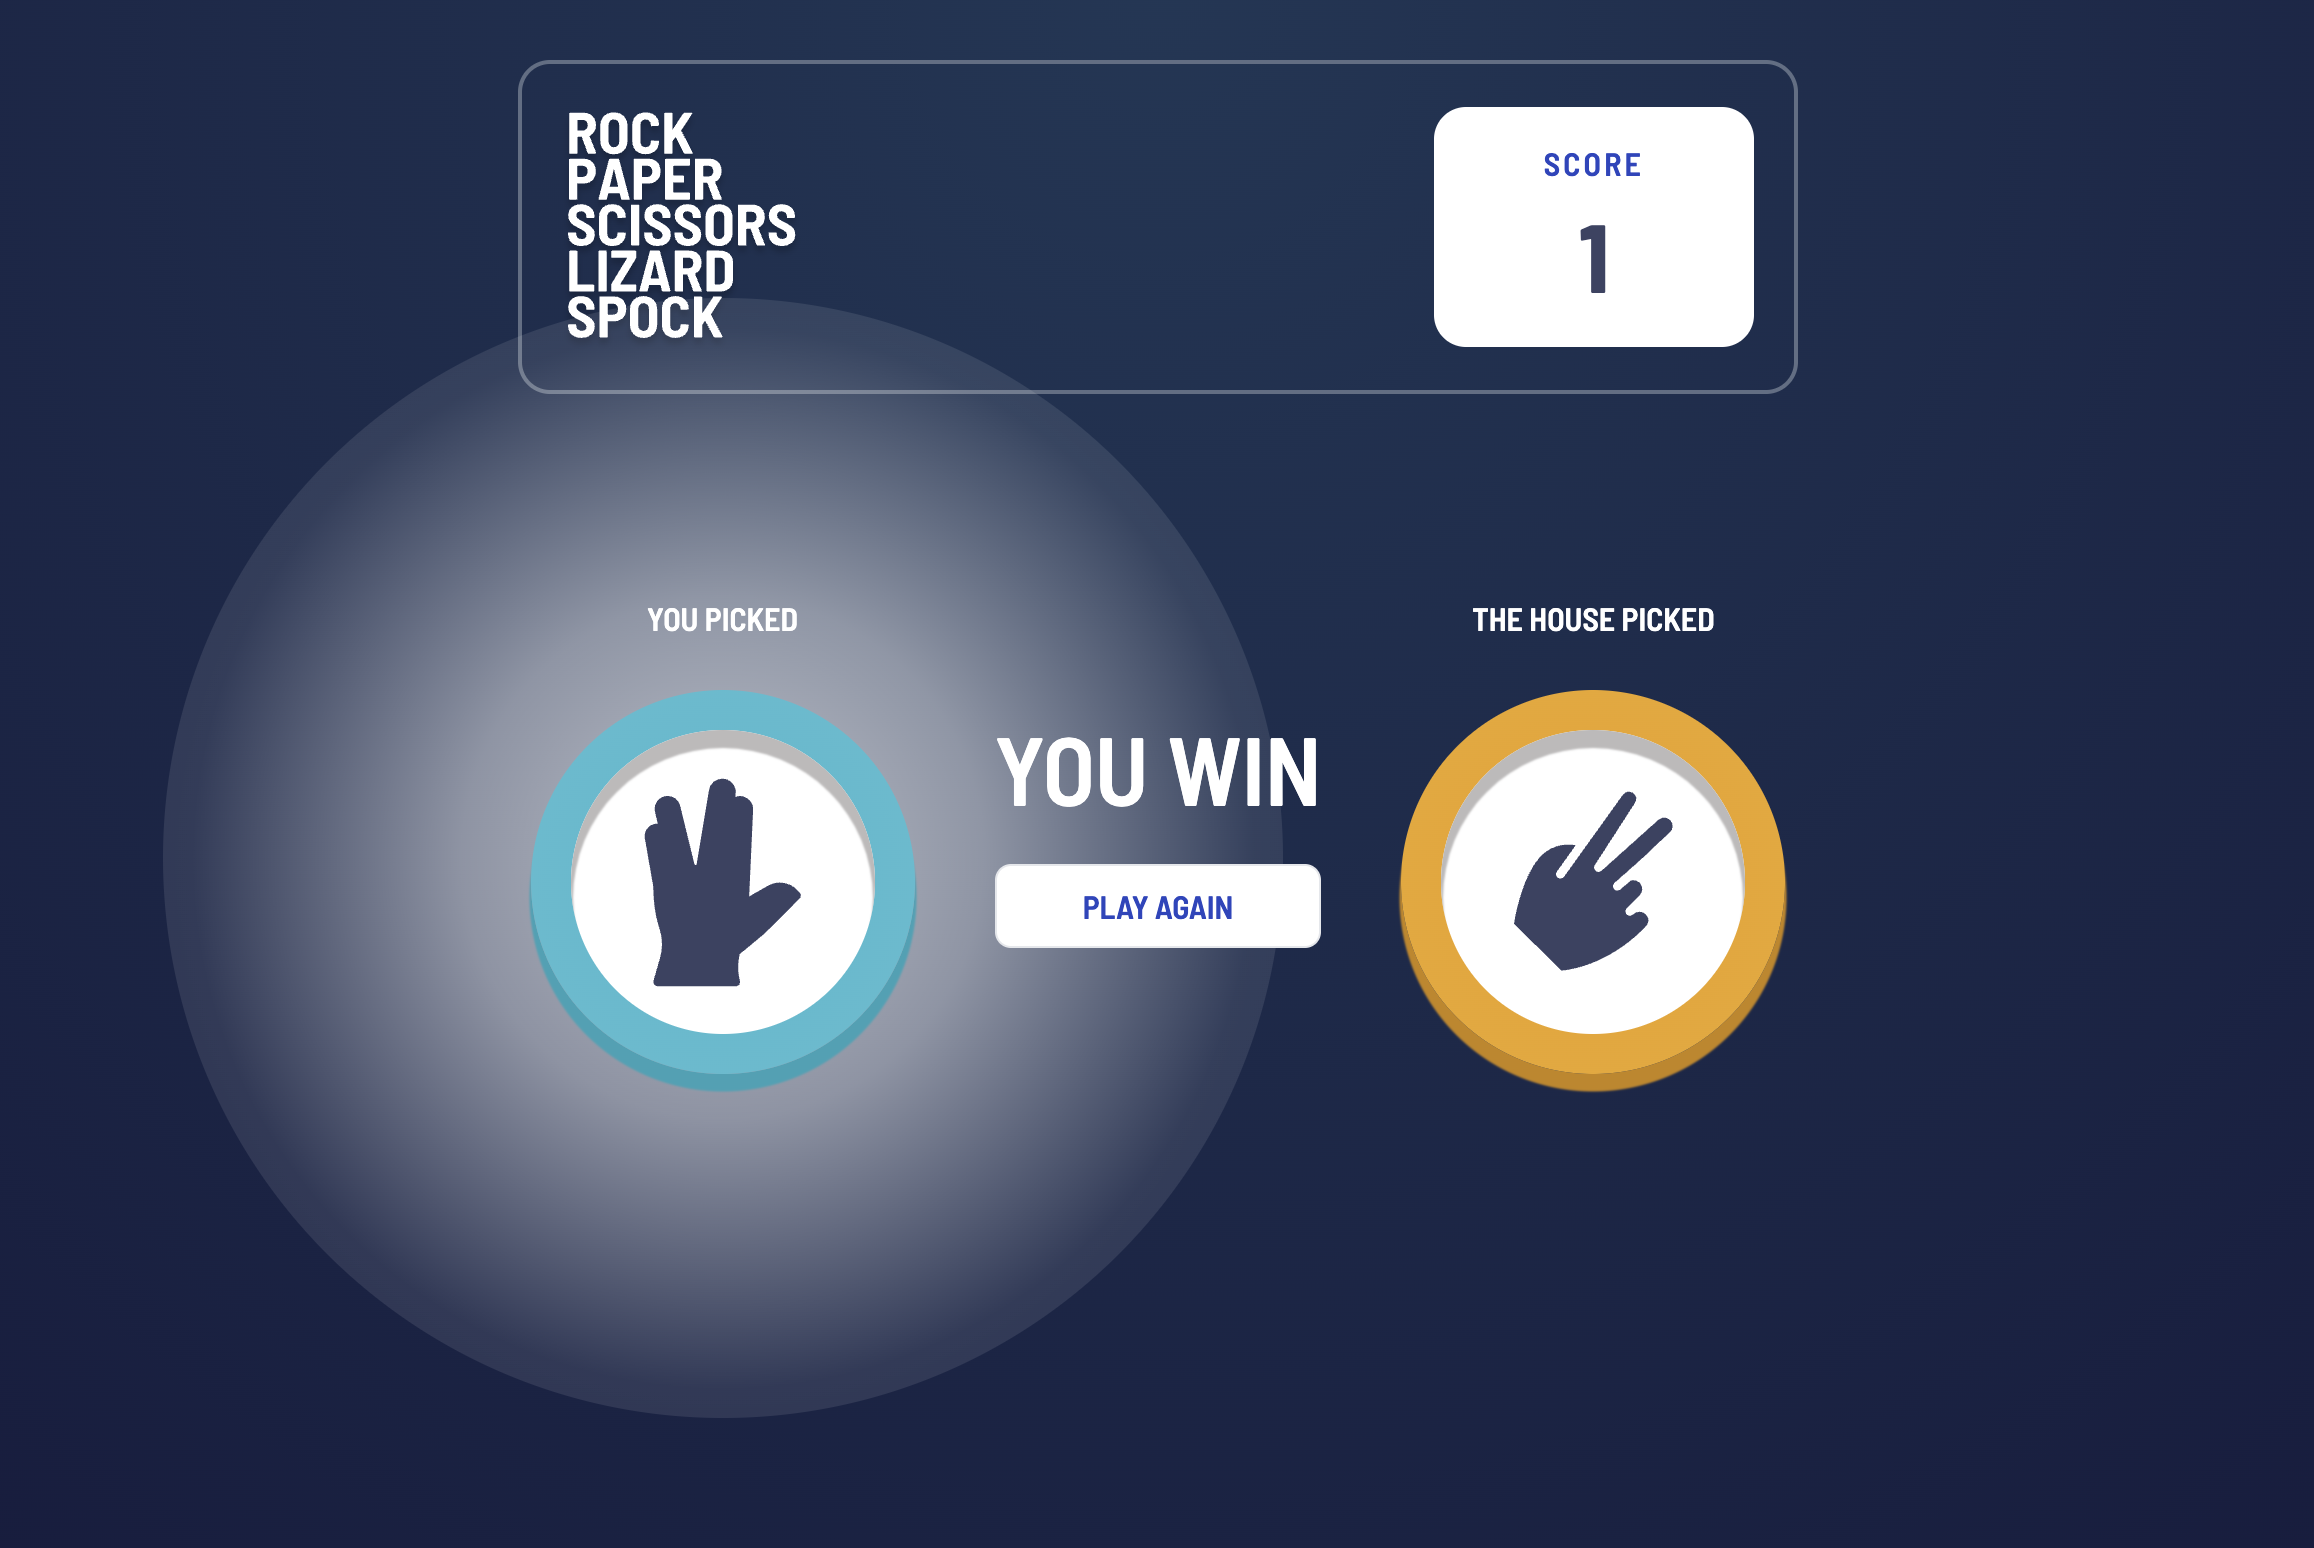 ROCK
PAPER
SCISSORS
LIZARD
SPOCK
SCORE
1
YOU PICKED
THE HOUSE PICKED
YOU WIN
PLAY AGAIN